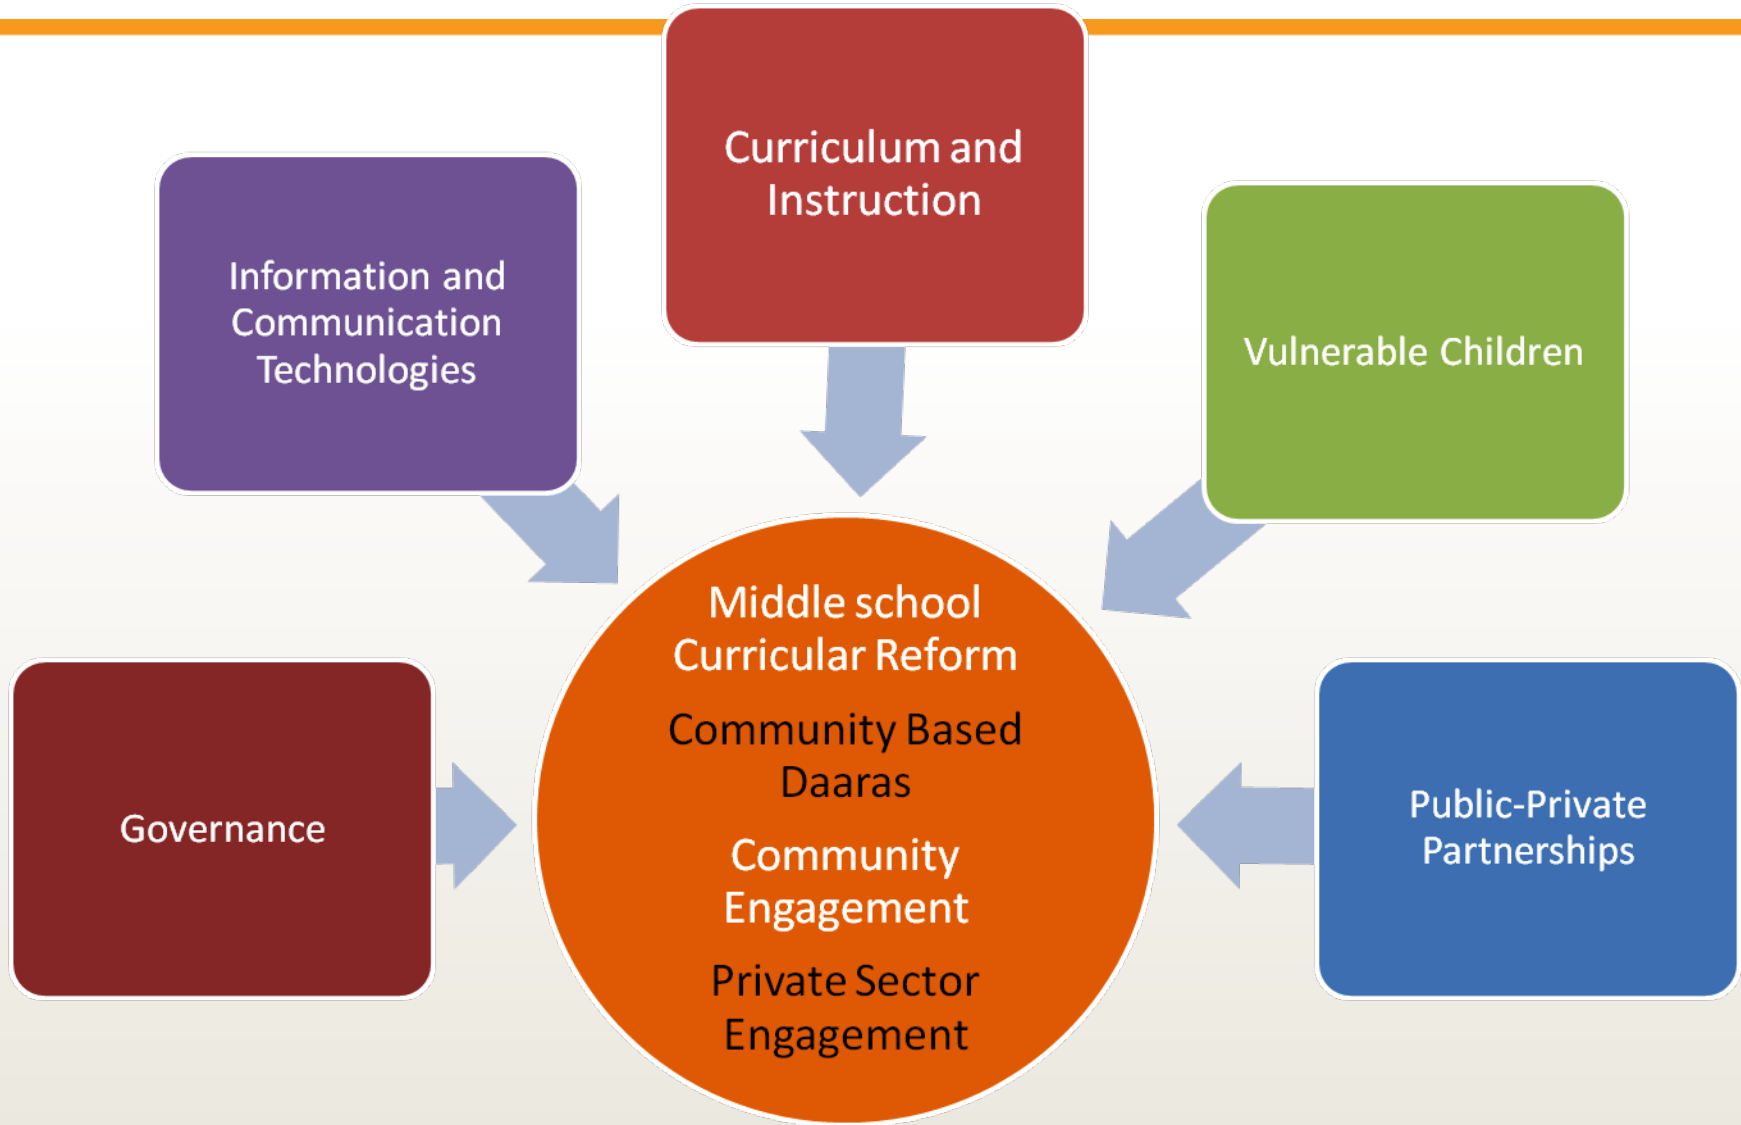 Curriculum and
Instruction
Information and
Communication
Technologies
Vulnerable Children
Governance
Middle school
Curricular Reform
Community Based
Daaras
Community
Engagement
Private Sector
Engagement
Public-Private
Partnerships